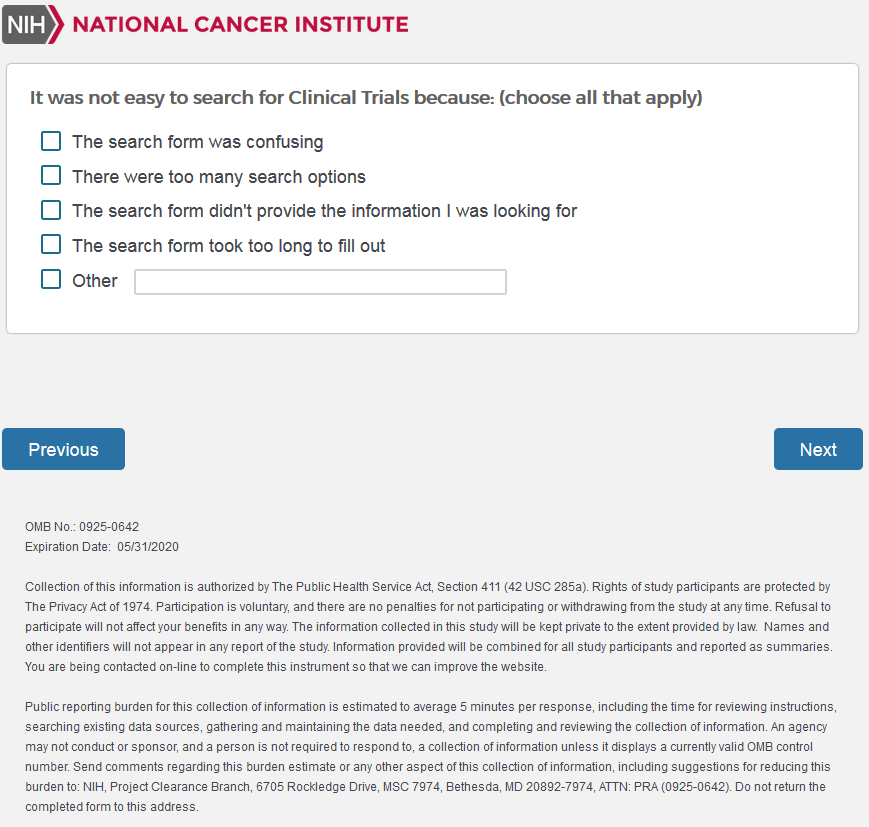 NIH NATIONAL CANCER INSTITUTE
It was not easy to search for Clinical Trials because: (choose all that apply)
The search form was confusing
There were too many search options
The search form didn't provide the information I was looking for
The search form took too long to fill out
Other
Previous
Next
OMB No.: 0925-0642
Expiration Date: 05/31/2020
Collection of this information is authorized by The Public Health Service Act, Section 411 (42 USC 285a). Rights of study participants are protected by
The Privacy Act of 1974. Participation is voluntary, and there are no penalties for not participating or withdrawing from the study at any time. Refusal to
participate will not affect your benefits in any way. The information collected in this study will be kept private to the extent provided by law. Names and
other identifiers will not appear in any report of the study. Information provided will be combined for all study participants and reported as summaries.
You are being contacted on-line to complete this instrument so that we can improve the website.
Public reporting burden for this collection of information is estimated to average 5 minutes per response, including the time for reviewing instructions,
searching existing data sources, gathering and maintaining the data needed, and completing and reviewing the collection of information. An agency
may not conduct or sponsor, and a person is not required to respond to, a collection of information unless it displays a currently valid OMB control
number. Send comments regarding this burden estimate or any other aspect of this collection of information, including suggestions for reducing this
burden to: NIH, Project Clearance Branch, 6705 Rockledge Drive, MSC 7974, Bethesda, MD 20892-7974, ATTN: PRA (0925-0642). Do not return the
completed form to this address.